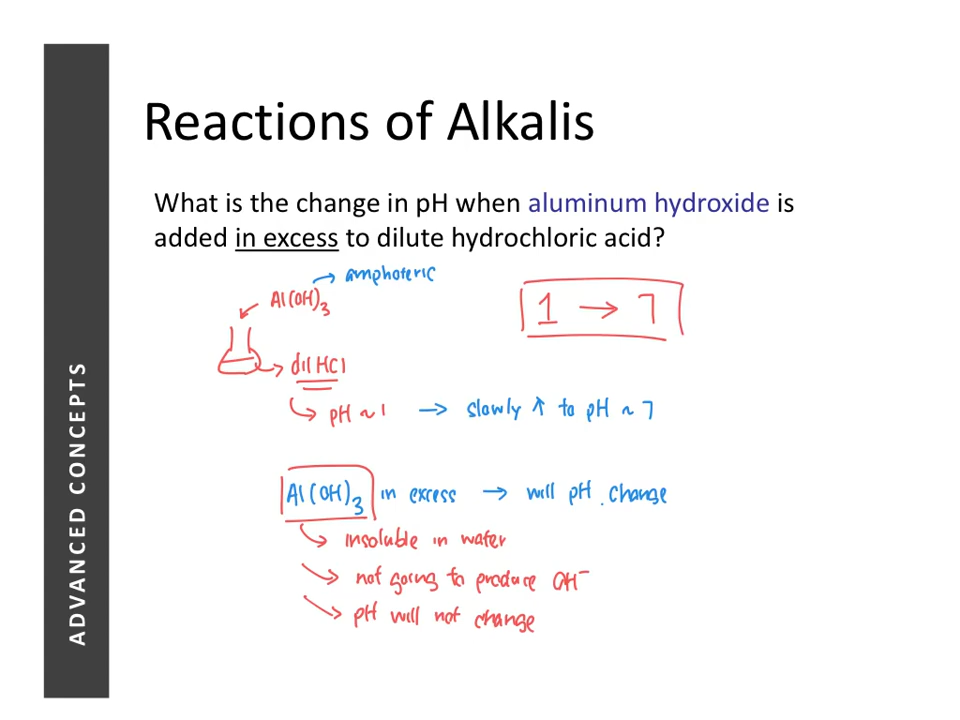 Reactions of Alkalis
What is the change in pH when aluminum hydroxide is
added in excess to dilute hydrochloric acid?
→ amphoteric
Al(OH)₃
1 → 7
dil HCl
pH ~ 1 → slowly ↑ to pH ~ 7
Al(OH)₃ in excess → will pH change
insoluble in water
not going to produce OH⁻
pH will not change
ADVANCED CONCEPTS